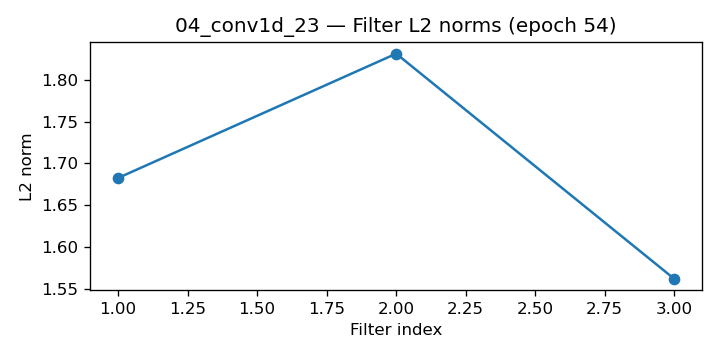 04_conv1d_23 — Filter L2 norms (epoch 54)
1.80
1.75
1.70
1.65
1.60
1.55
L2 norm
1.00 1.25 1.50 1.75 2.00 2.25 2.50 2.75 3.00
Filter index